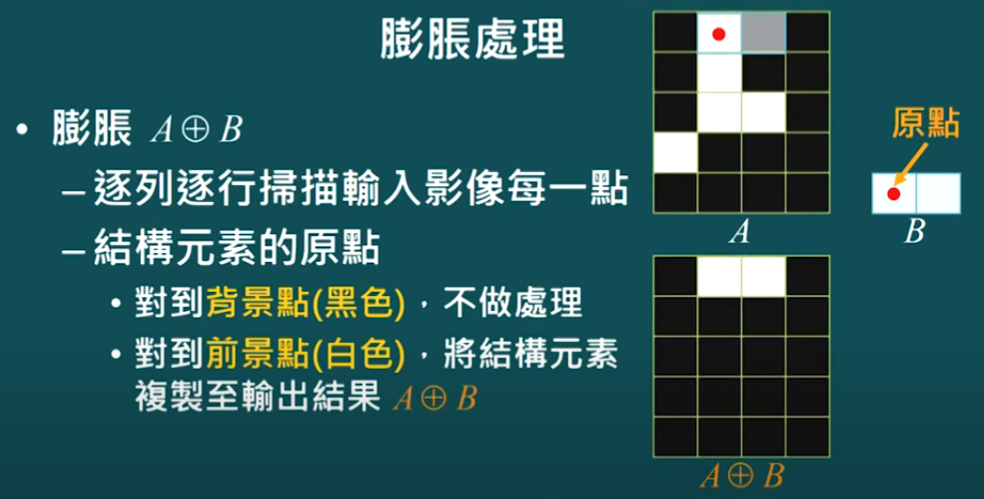 膨脹處理
• 膨脹 A⊕B
–逐列逐行掃描輸入影像每一點
–結構元素的原點
• 對到背景點(黑色)，不做處理
• 對到前景點(白色)，將結構元素
複製至輸出結果 A⊕B
A
原點
B
A⊕B